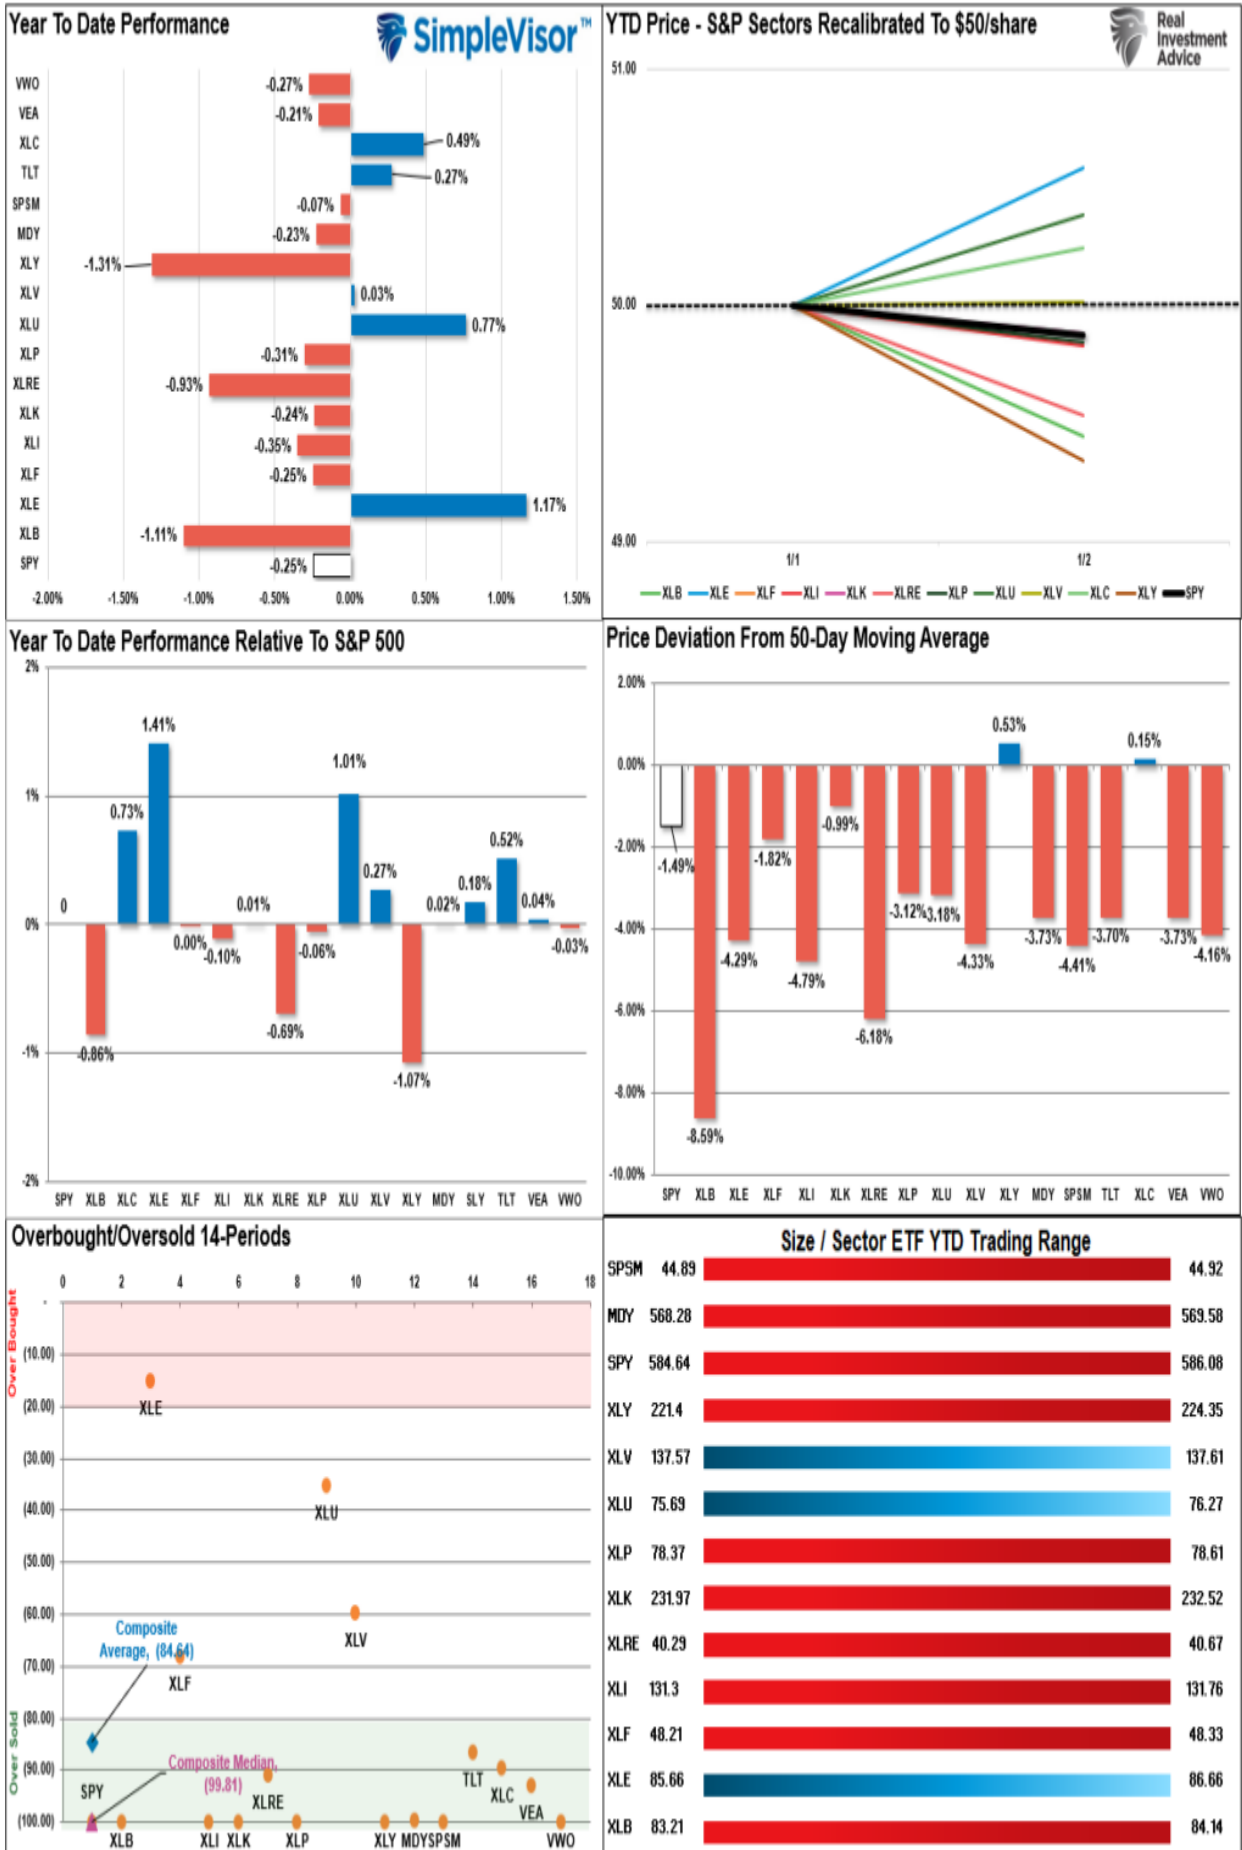 Year To Date Performance
SimpleVisor™
VWO
-0.27%
VEA
-0.21%
XLC
0.49%
TLT
0.27%
SPSM
-0.07%
MDY
-0.23%
XLY
-1.31%
XLV
0.03%
XLU
0.77%
XLP
-0.31%
XLRE
-0.93%
XLK
-0.24%
XLI
-0.35%
XLF
-0.25%
XLE
1.17%
XLB
-1.11%
SPY
-0.25%
-2.00% -1.50% -1.00% -0.50% 0.00% 0.50% 1.00% 1.50%
YTD Price - S&P Sectors Recalibrated To $50/share
Real
Investment
Advice
51.00
50.00
49.00
1/1 1/2
XLB XLE XLF XLI XLK XLRE XLP XLU XLV XLC XLY SPY
Year To Date Performance Relative To S&P 500
2%
1%
0%
-1%
-2%
0
-0.86%
0.73%
1.41%
0.00%
-0.10%
0.01%
-0.69%
-0.06%
1.01%
0.27%
-1.07%
0.02%
0.18%
0.52%
0.04%
-0.03%
SPY XLB XLC XLE XLF XLI XLK XLRE XLP XLU XLV XLY MDY SLY TLT VEA VWO
Price Deviation From 50-Day Moving Average
2.00%
0.00%
-2.00%
-4.00%
-6.00%
-8.00%
-10.00%
-1.49%
-8.59%
-4.29%
-1.82%
-4.79%
-0.99%
-6.18%
-3.12%
-3.18%
-4.33%
0.53%
-3.73%
-4.41%
-3.70%
0.15%
-3.73%
-4.16%
SPY XLB XLE XLF XLI XLK XLRE XLP XLU XLV XLY MDY SPSM TLT XLC VEA VWO
Overbought/Oversold 14-Periods
0 2 4 6 8 10 12 14 16 18
-
(10.00)
(20.00)
(30.00)
(40.00)
(50.00)
(60.00)
(70.00)
(80.00)
(90.00)
(100.00)
Over Bought
Over Sold
XLE
XLU
XLV
Composite
Average, (84.64)
XLF
Composite Median,
(99.81)
SPY
XLRE
TLT
XLC
VEA
XLB XLI XLK XLP XLY MDY SPSM VWO
Size / Sector ETF YTD Trading Range
SPSM 44.89 44.92
MDY 568.28 569.58
SPY 584.64 586.08
XLY 221.4 224.35
XLV 137.57 137.61
XLU 75.69 76.27
XLP 78.37 78.61
XLK 231.97 232.52
XLRE 40.29 40.67
XLI 131.3 131.76
XLF 48.21 48.33
XLE 85.66 86.66
XLB 83.21 84.14